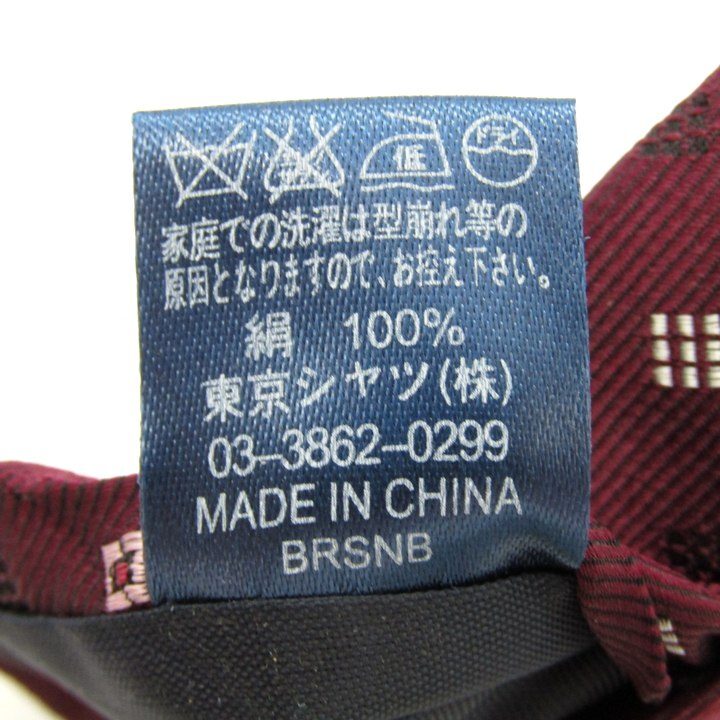 低 ドライ
家庭での洗濯は型崩れ等の
原因となりますので、お控え下さい。
絹 100%
東京シャツ(株)
03-3862-0299
MADE IN CHINA
BRSNB